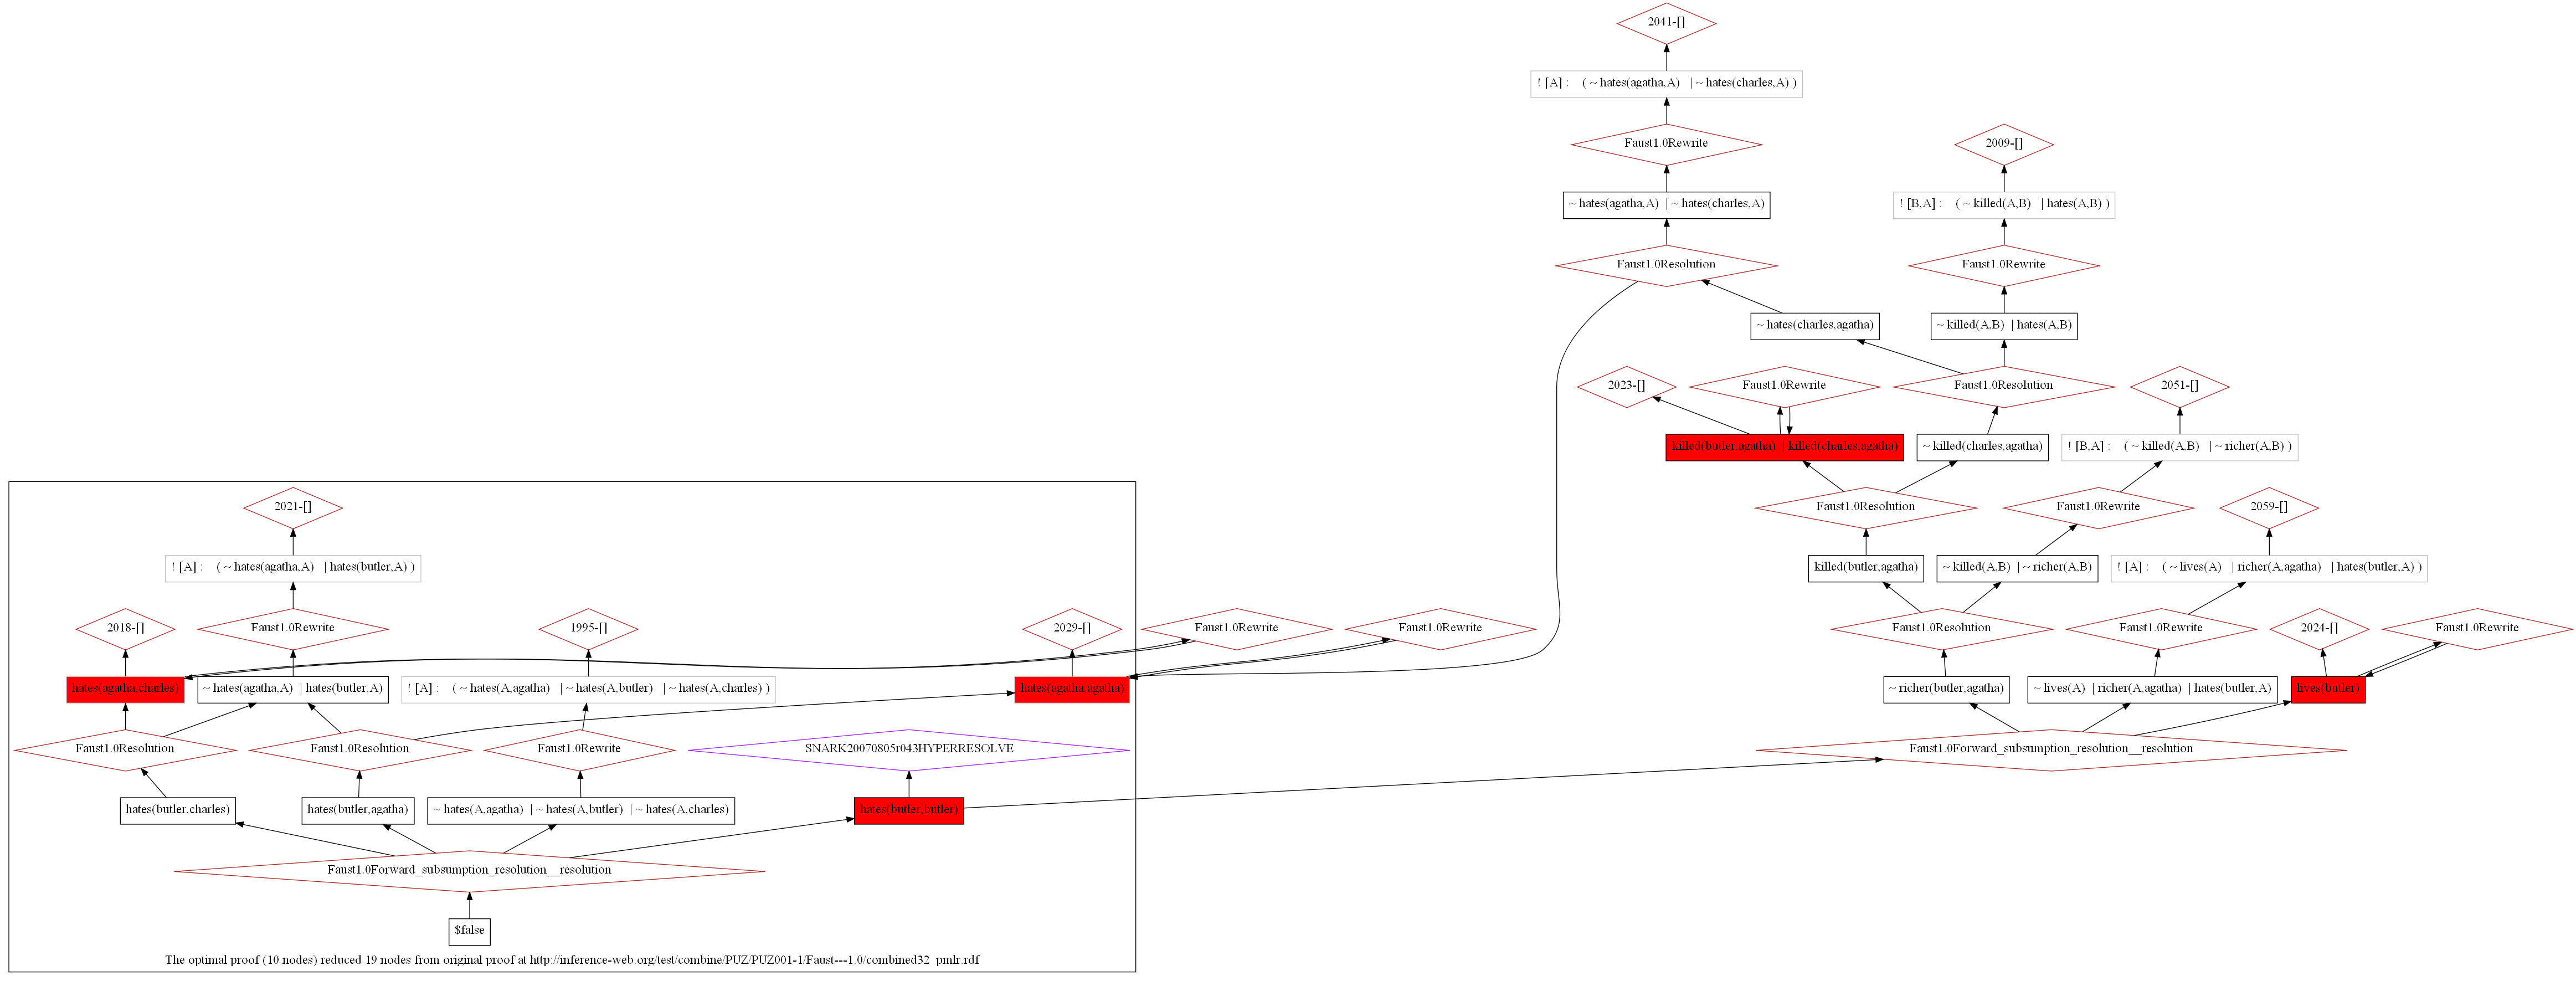 2041-[]
! [A] : ( ~ hates(agatha,A) | ~ hates(charles,A) )
Faust1.0Rewrite
2009-[]
~ hates(agatha,A) | ~ hates(charles,A)
! [B,A] : ( ~ killed(A,B) | hates(A,B) )
Faust1.0Resolution
Faust1.0Rewrite
~ hates(charles,agatha)
~ killed(A,B) | hates(A,B)
2023-[]
Faust1.0Rewrite
Faust1.0Resolution
2051-[]
killed(butler,agatha) | killed(charles,agatha)
~ killed(charles,agatha)
! [B,A] : ( ~ killed(A,B) | ~ richer(A,B) )
2021-[]
Faust1.0Resolution
Faust1.0Rewrite
2059-[]
! [A] : ( ~ hates(agatha,A) | hates(butler,A) )
killed(butler,agatha)
~ killed(A,B) | ~ richer(A,B)
! [A] : ( ~ lives(A) | richer(A,agatha) | hates(butler,A) )
2018-[]
Faust1.0Rewrite
1995-[]
2029-[]
Faust1.0Rewrite
Faust1.0Rewrite
Faust1.0Resolution
Faust1.0Rewrite
2024-[]
Faust1.0Rewrite
hates(agatha,charles)
~ hates(agatha,A) | hates(butler,A)
! [A] : ( ~ hates(A,agatha) | ~ hates(A,butler) | ~ hates(A,charles) )
hates(agatha,agatha)
~ richer(butler,agatha)
~ lives(A) | richer(A,agatha) | hates(butler,A)
lives(butler)
Faust1.0Resolution
Faust1.0Resolution
Faust1.0Rewrite
SNARK20070805r043HYPERRESOLVE
Faust1.0Forward_subsumption_resolution__resolution
hates(butler,charles)
hates(butler,agatha)
~ hates(A,agatha) | ~ hates(A,butler) | ~ hates(A,charles)
hates(butler,butler)
Faust1.0Forward_subsumption_resolution__resolution
$false
The optimal proof (10 nodes) reduced 19 nodes from original proof at http://inference-web.org/test/combine/PUZ/PUZ001-1/Faust---1.0/combined32_pmlr.rdf